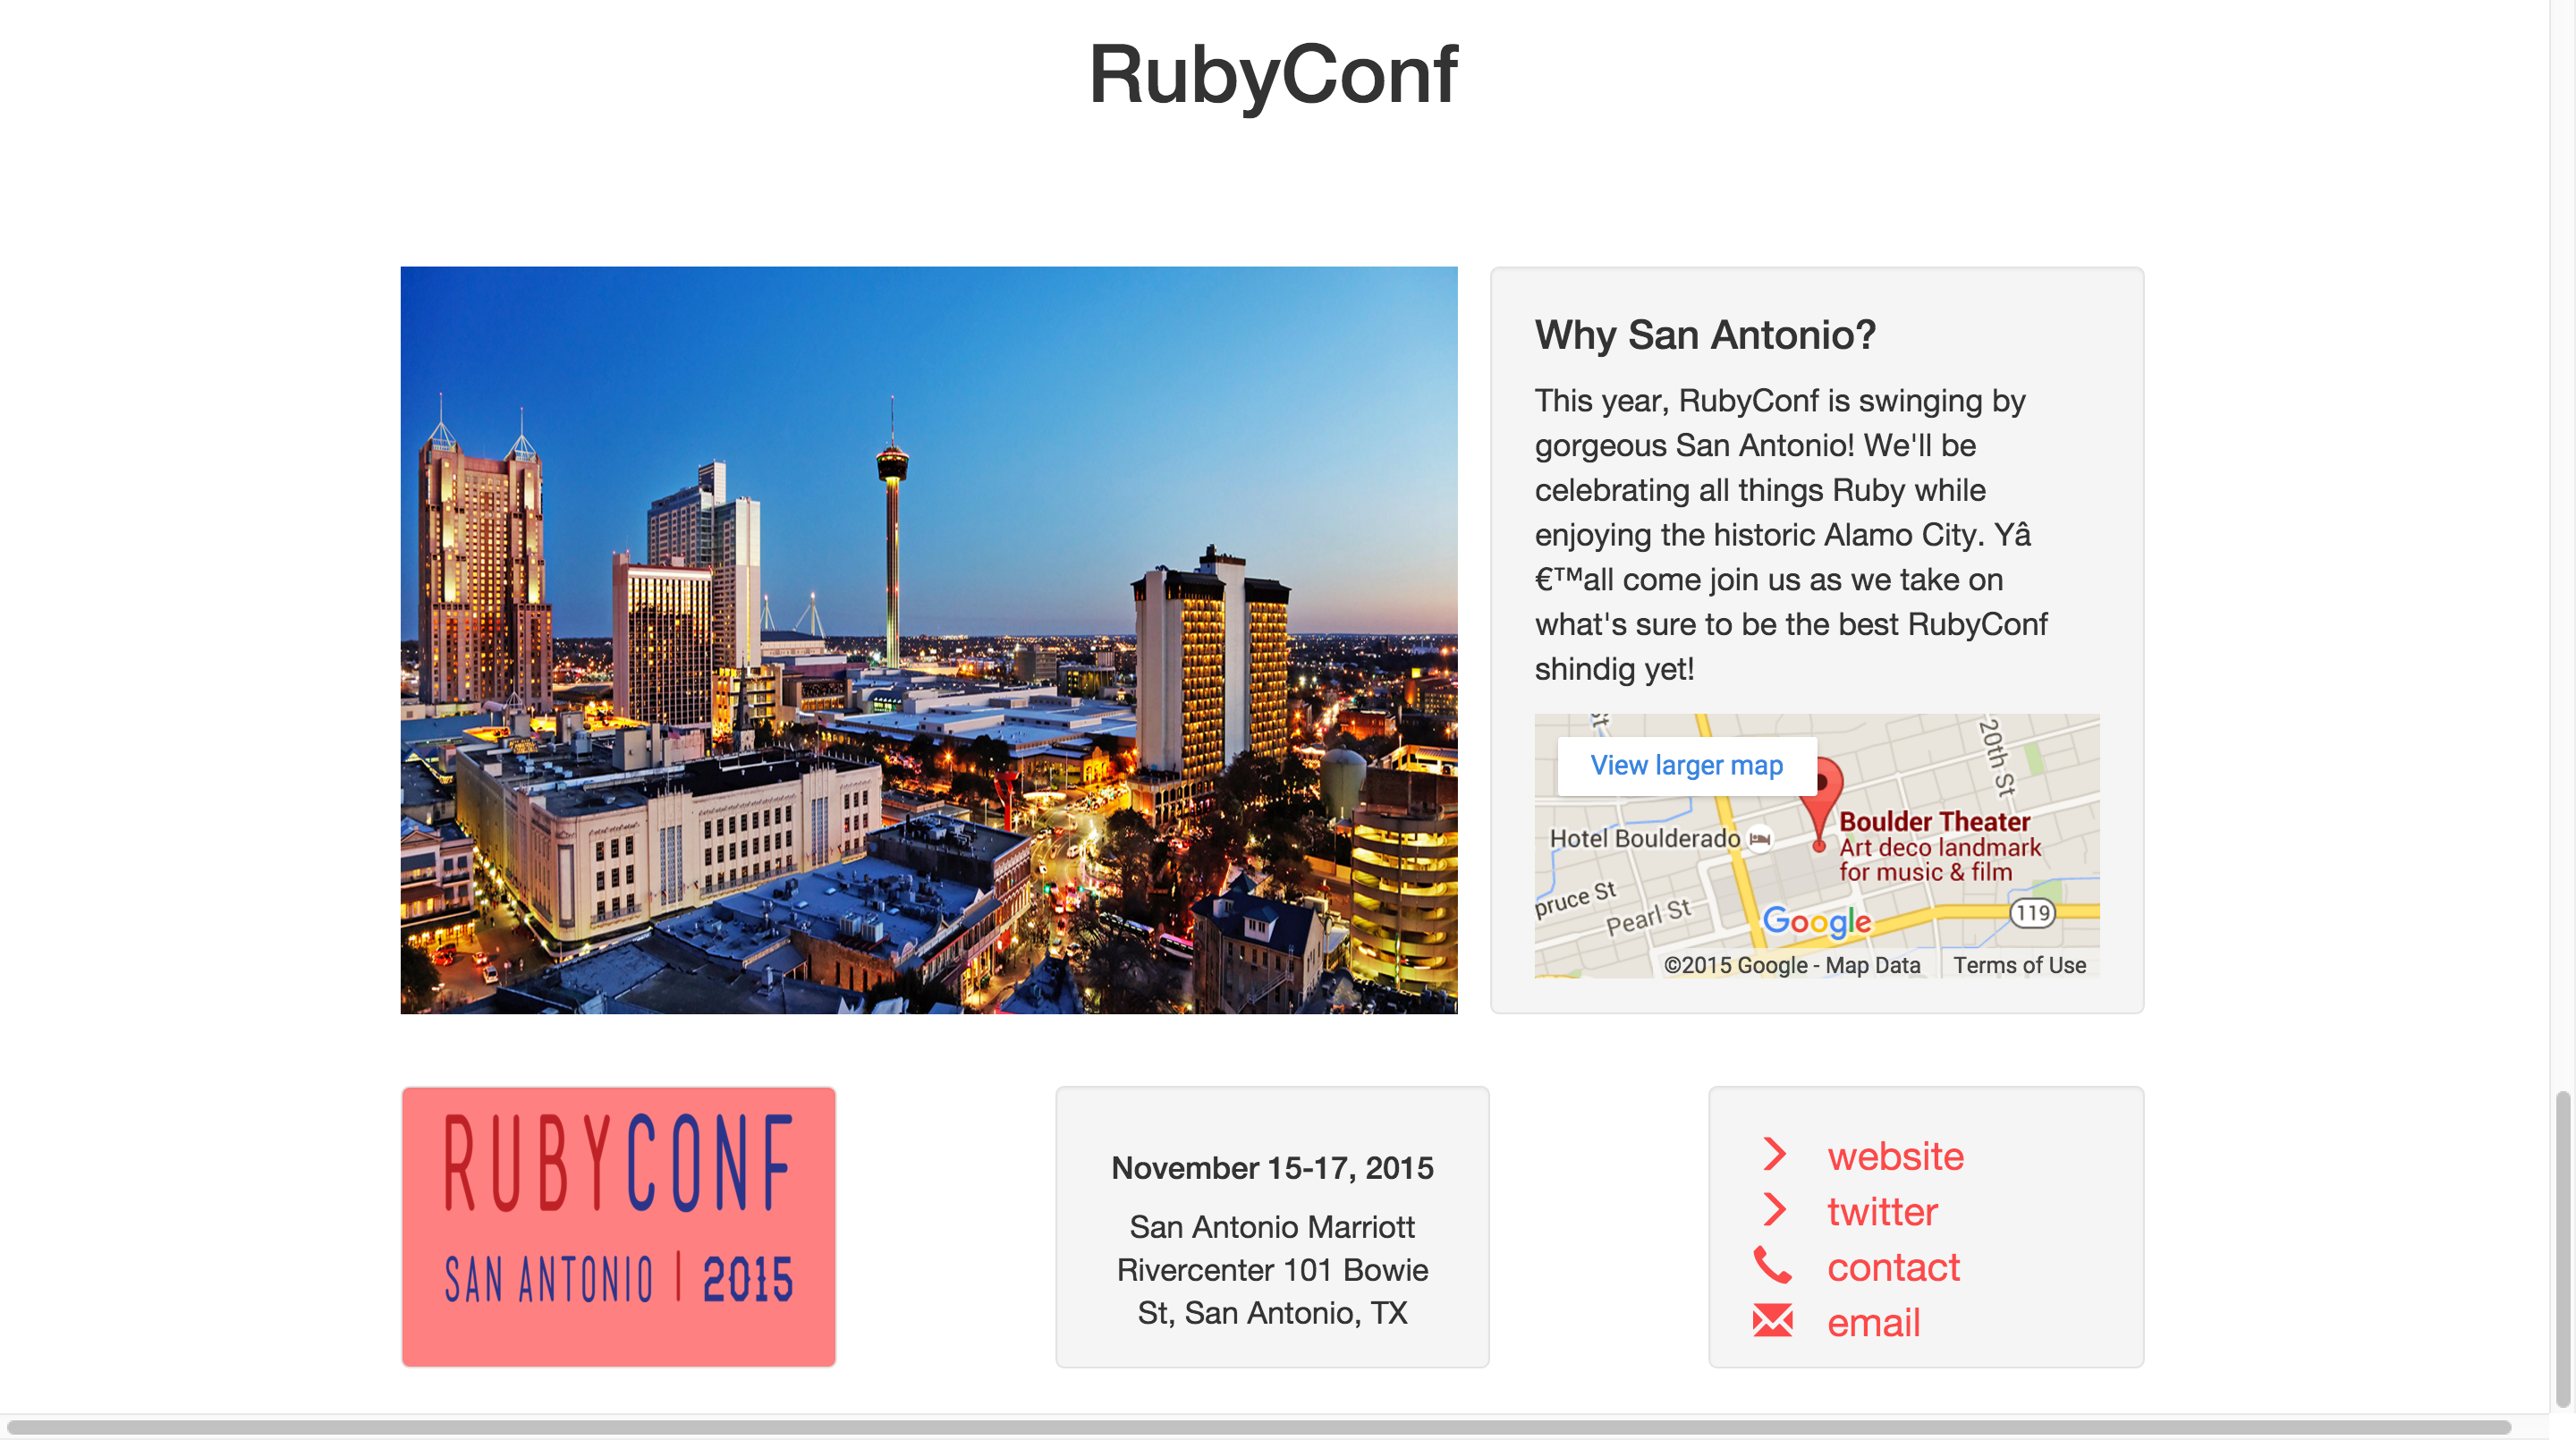 RubyConf
Why San Antonio?
This year, RubyConf is swinging by
gorgeous San Antonio! We'll be
celebrating all things Ruby while
enjoying the historic Alamo City. Yâ
€™all come join us as we take on
what's sure to be the best RubyConf
shindig yet!
St
20th St
View larger map
Hotel Boulderado
Boulder Theater
Art deco landmark
for music & film
pruce St
Pearl St
Google
119
©2015 Google - Map Data Terms of Use
RUBYCONF
SAN ANTONIO | 2015
November 15-17, 2015
San Antonio Marriott
Rivercenter 101 Bowie
St, San Antonio, TX
website
twitter
contact
email